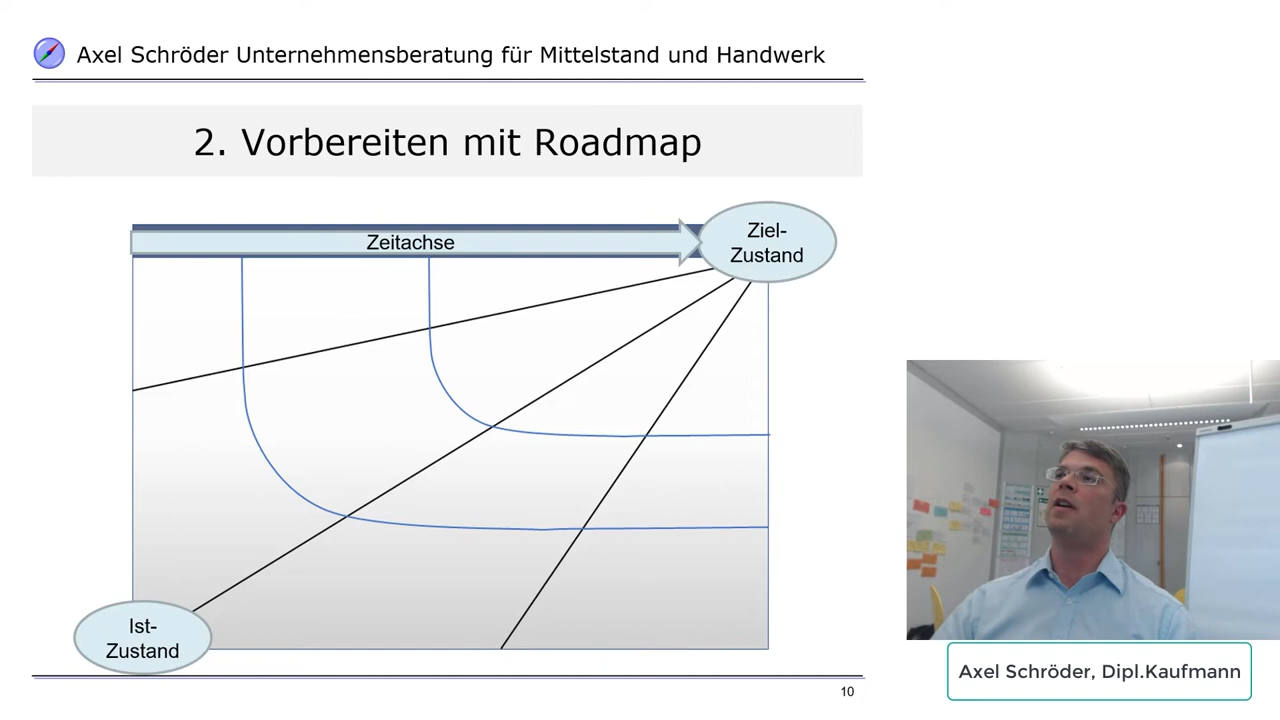 Axel Schröder Unternehmensberatung für Mittelstand und Handwerk
2. Vorbereiten mit Roadmap
Zeitachse
Ziel-
Zustand
Ist-
Zustand
10
Axel Schröder, Dipl.Kaufmann